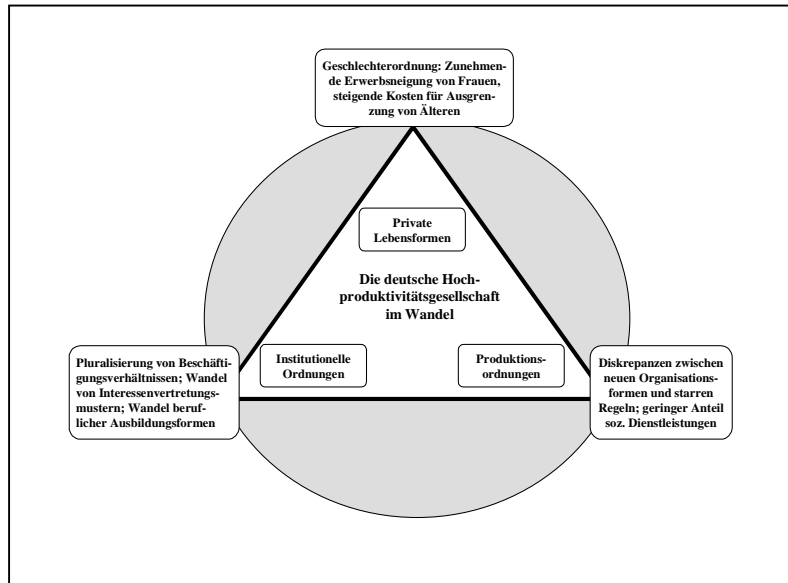 Geschlechterordnung: Zunehmen-
de Erwerbsneigung von Frauen,
steigende Kosten für Ausgren-
zung von Älteren
Private
Lebensformen
Die deutsche Hoch-
produktivitätsgesellschaft
im Wandel
Institutionelle
Ordnungen
Produktions-
ordnungen
Pluralisierung von Beschäfti-
gungsverhältnissen; Wandel
von Interessenvertretungs-
mustern; Wandel beruf-
licher Ausbildungsformen
Diskrepanzen zwischen
neuen Organisations-
formen und starren
Regeln; geringer Anteil
soz. Dienstleistungen